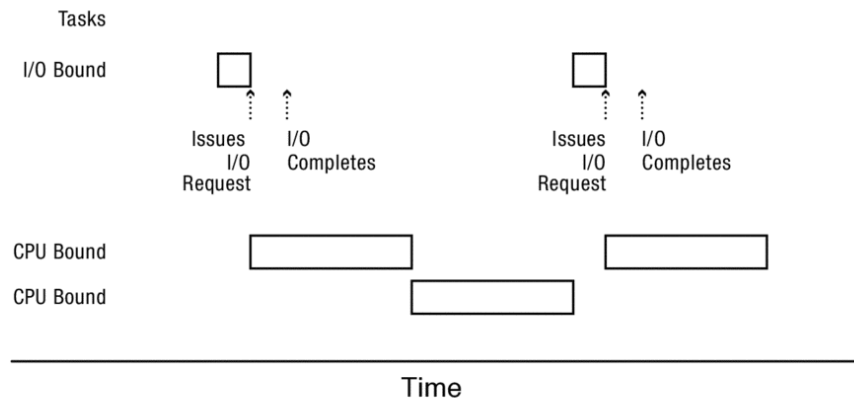 Tasks
I/O Bound
Issues
I/O
Request
I/O
Completes
Issues
I/O
Request
I/O
Completes
CPU Bound
CPU Bound
Time